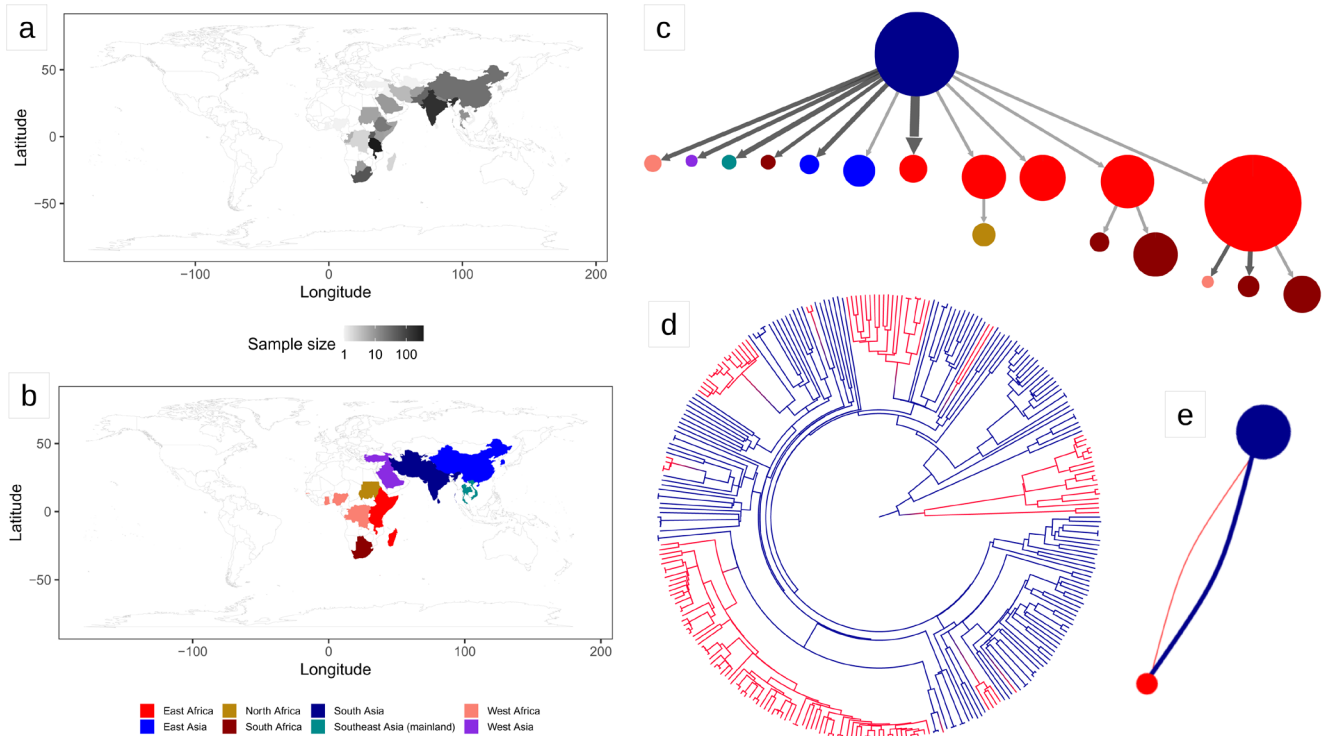 a
Latitude
50
0
−50
−100
0
100
200
Longitude
Sample size
1
10
100
b
Latitude
50
0
−50
−100
0
100
200
Longitude
East Africa
North Africa
South Asia
West Africa
East Asia
South Africa
Southeast Asia (mainland)
West Asia
c
d
e